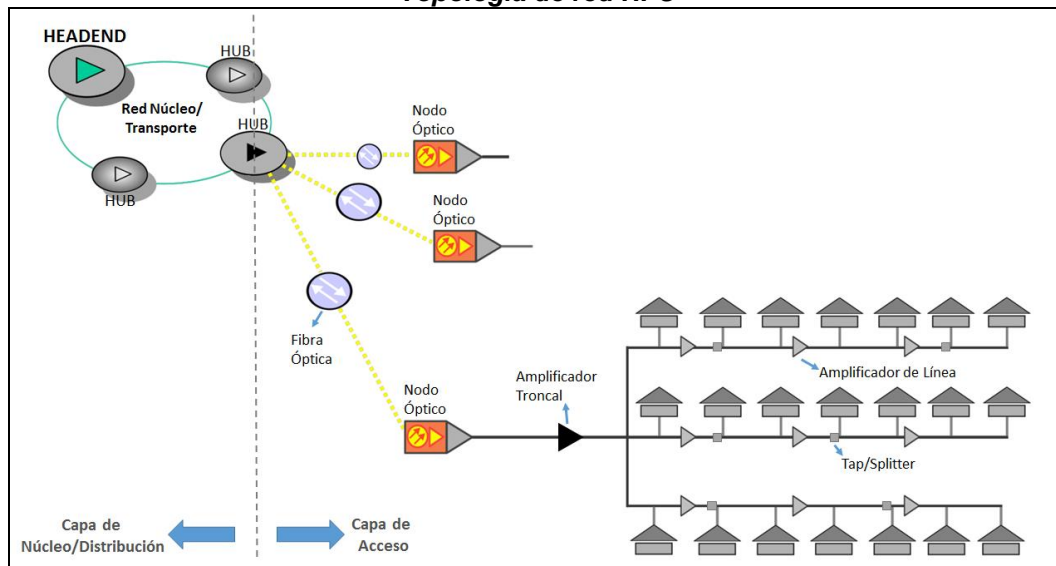 Topología de red HFC
HEADEND
HUB
Red Núcleo/
Transporte
HUB
HUB
Nodo
Óptico
Nodo
Óptico
Fibra
Óptica
Nodo
Óptico
Amplificador
Troncal
Amplificador de Línea
Tap/Splitter
Capa de
Núcleo/Distribución
Capa de
Acceso